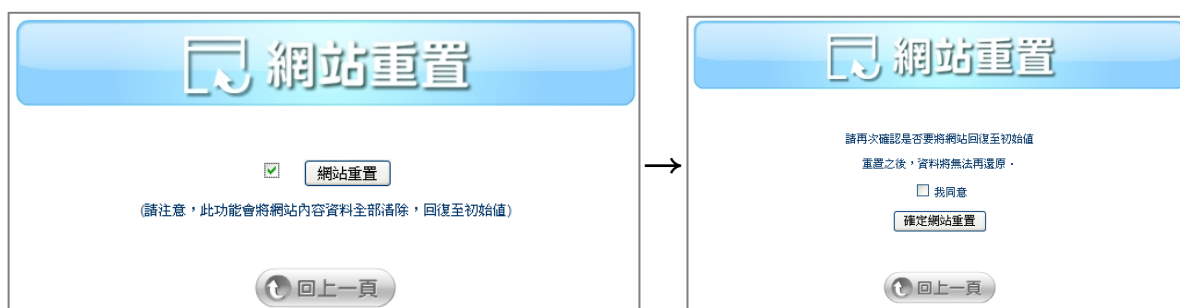 網站重置
網站重置
(請注意，此功能會將網站內容資料全部清除，回復至初始值)
回上一頁
→
網站重置
請再次確認是否要將網站回復至初始值
重置之後，資料將無法再還原。
我同意
確定網站重置
回上一頁